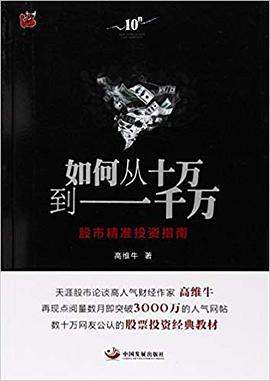 10ⁿ
如何从十万
到——一千万
股市精准投资指南
高维牛 著
天涯股市论谈高人气财经作家 高维牛
再现点阅量数月即突破3000万的人气网帖
数十万网友公认的股票投资经典教材
中国发展出版社